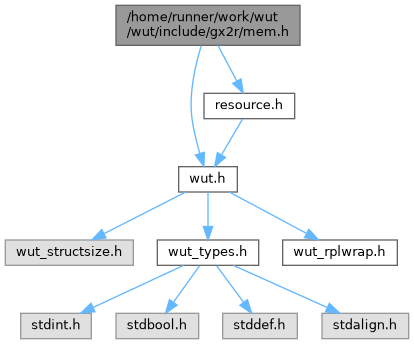 /home/runner/work/wut
/wut/include/gx2r/mem.h
resource.h
wut.h
wut_structsize.h
wut_types.h
wut_rplwrap.h
stdint.h
stdbool.h
stddef.h
stdalign.h